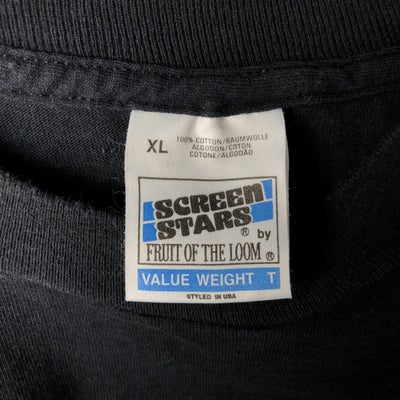 XL
100% COTTON/BAUMWOLLE
ALGODON/COTON
COTONE/ALGODÃO
SCREEN
STARS®
by
FRUIT OF THE LOOM®
VALUE WEIGHT T
STYLED IN USA